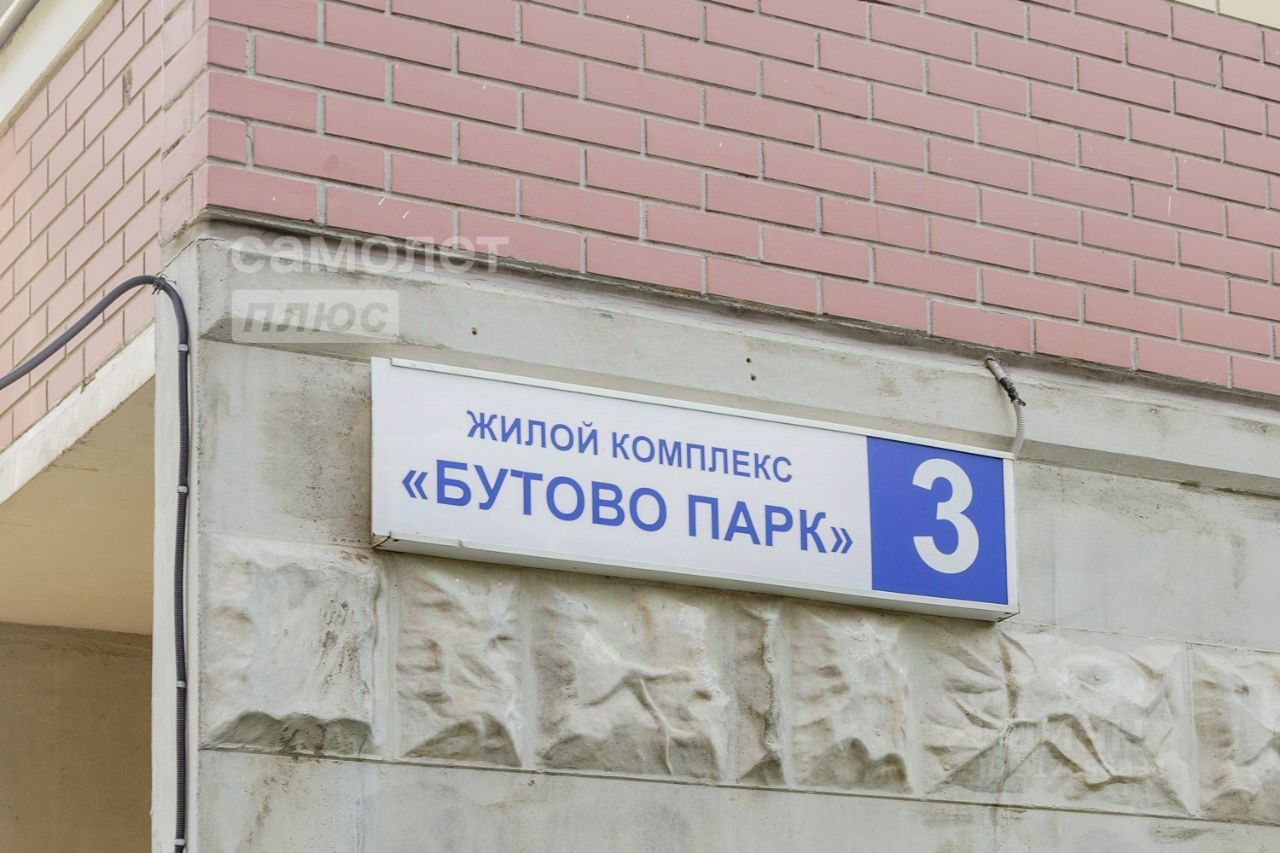 самолет
плюс
ЖИЛОЙ КОМПЛЕКС
«БУТОВО ПАРК»
3